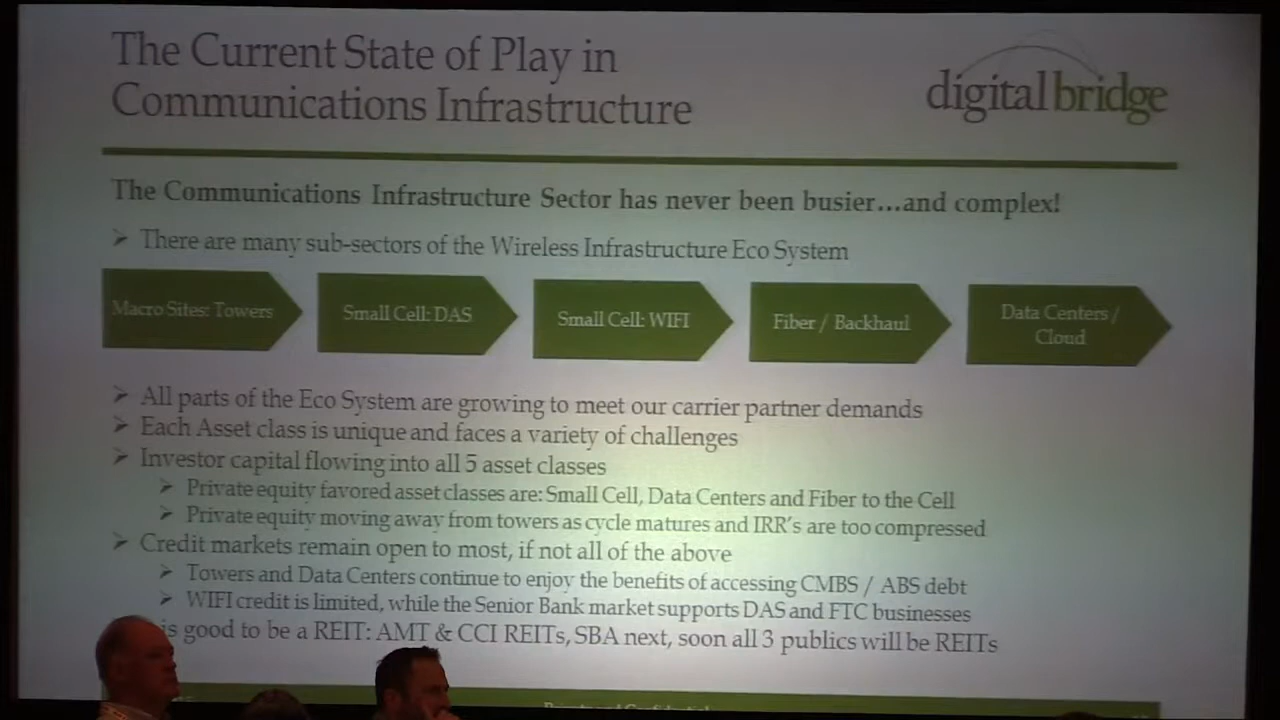 The Current State of Play in
Communications Infrastructure
digitalbridge
The Communications Infrastructure Sector has never been busier...and complex!
➢ There are many sub-sectors of the Wireless Infrastructure Eco System
Macro Sites: Towers
Small Cell: DAS
Small Cell: WIFI
Fiber / Backhaul
Data Centers /
Cloud
➢ All parts of the Eco System are growing to meet our carrier partner demands
➢ Each Asset class is unique and faces a variety of challenges
➢ Investor capital flowing into all 5 asset classes
➢ Private equity favored asset classes are: Small Cell, Data Centers and Fiber to the Cell
➢ Private equity moving away from towers as cycle matures and IRR's are too compressed
➢ Credit markets remain open to most, if not all of the above
➢ Towers and Data Centers continue to enjoy the benefits of accessing CMBS / ABS debt
➢ WIFI credit is limited, while the Senior Bank market supports DAS and FTC businesses
is good to be a REIT: AMT & CCI REITs, SBA next, soon all 3 publics will be REITs